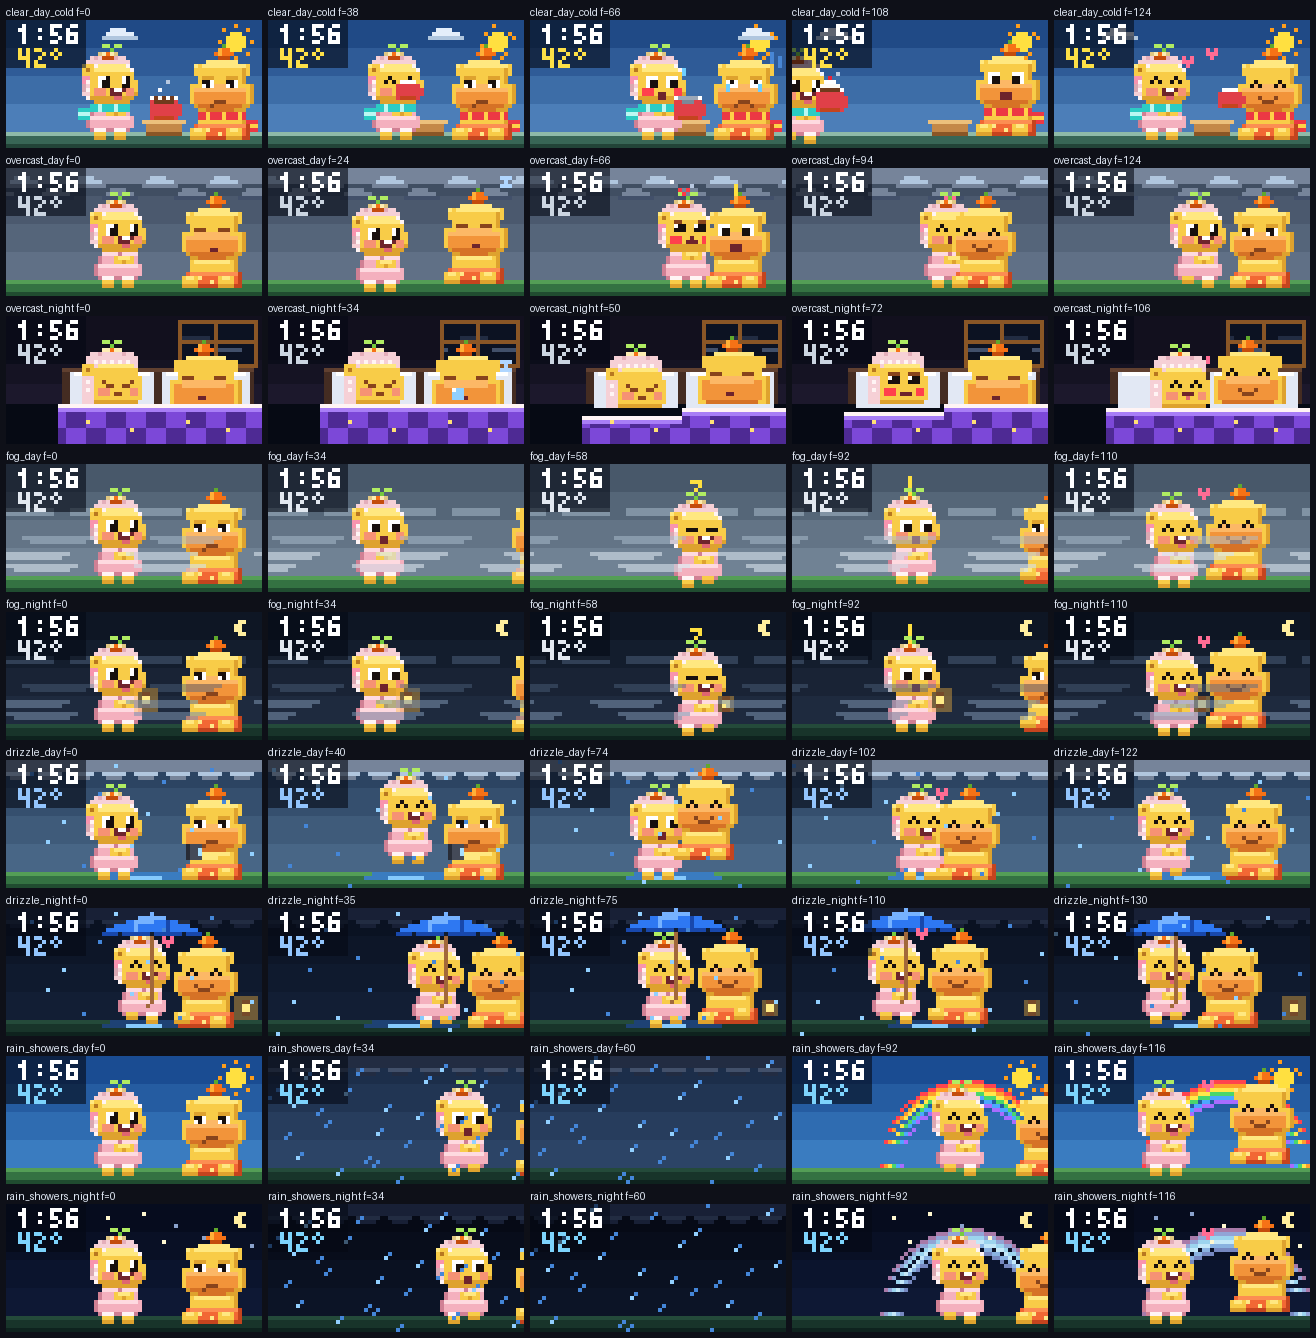 clear_day_cold f=0
clear_day_cold f=38
clear_day_cold f=66
clear_day_cold f=108
clear_day_cold f=124
1:56
42°
1:56
42°
1:56
42°
1:56
42°
1:56
42°
overcast_day f=0
overcast_day f=24
overcast_day f=66
overcast_day f=94
overcast_day f=124
1:56
42°
1:56
42°
1:56
42°
1:56
42°
1:56
42°
overcast_night f=0
overcast_night f=34
overcast_night f=50
overcast_night f=72
overcast_night f=106
1:56
42°
1:56
42°
1:56
42°
1:56
42°
1:56
42°
fog_day f=0
fog_day f=34
fog_day f=58
fog_day f=92
fog_day f=110
1:56
42°
1:56
42°
1:56
42°
?
1:56
42°
1:56
42°
fog_night f=0
fog_night f=34
fog_night f=58
fog_night f=92
fog_night f=110
1:56
42°
1:56
42°
1:56
42°
?
1:56
42°
1:56
42°
drizzle_day f=0
drizzle_day f=40
drizzle_day f=74
drizzle_day f=102
drizzle_day f=122
1:56
42°
1:56
42°
1:56
42°
1:56
42°
1:56
42°
drizzle_night f=0
drizzle_night f=35
drizzle_night f=75
drizzle_night f=110
drizzle_night f=130
1:56
42°
1:56
42°
1:56
42°
1:56
42°
1:56
42°
rain_showers_day f=0
rain_showers_day f=34
rain_showers_day f=60
rain_showers_day f=92
rain_showers_day f=116
1:56
42°
1:56
42°
1:56
42°
1:56
42°
1:56
42°
rain_showers_night f=0
rain_showers_night f=34
rain_showers_night f=60
rain_showers_night f=92
rain_showers_night f=116
1:56
42°
1:56
42°
1:56
42°
1:56
42°
1:56
42°